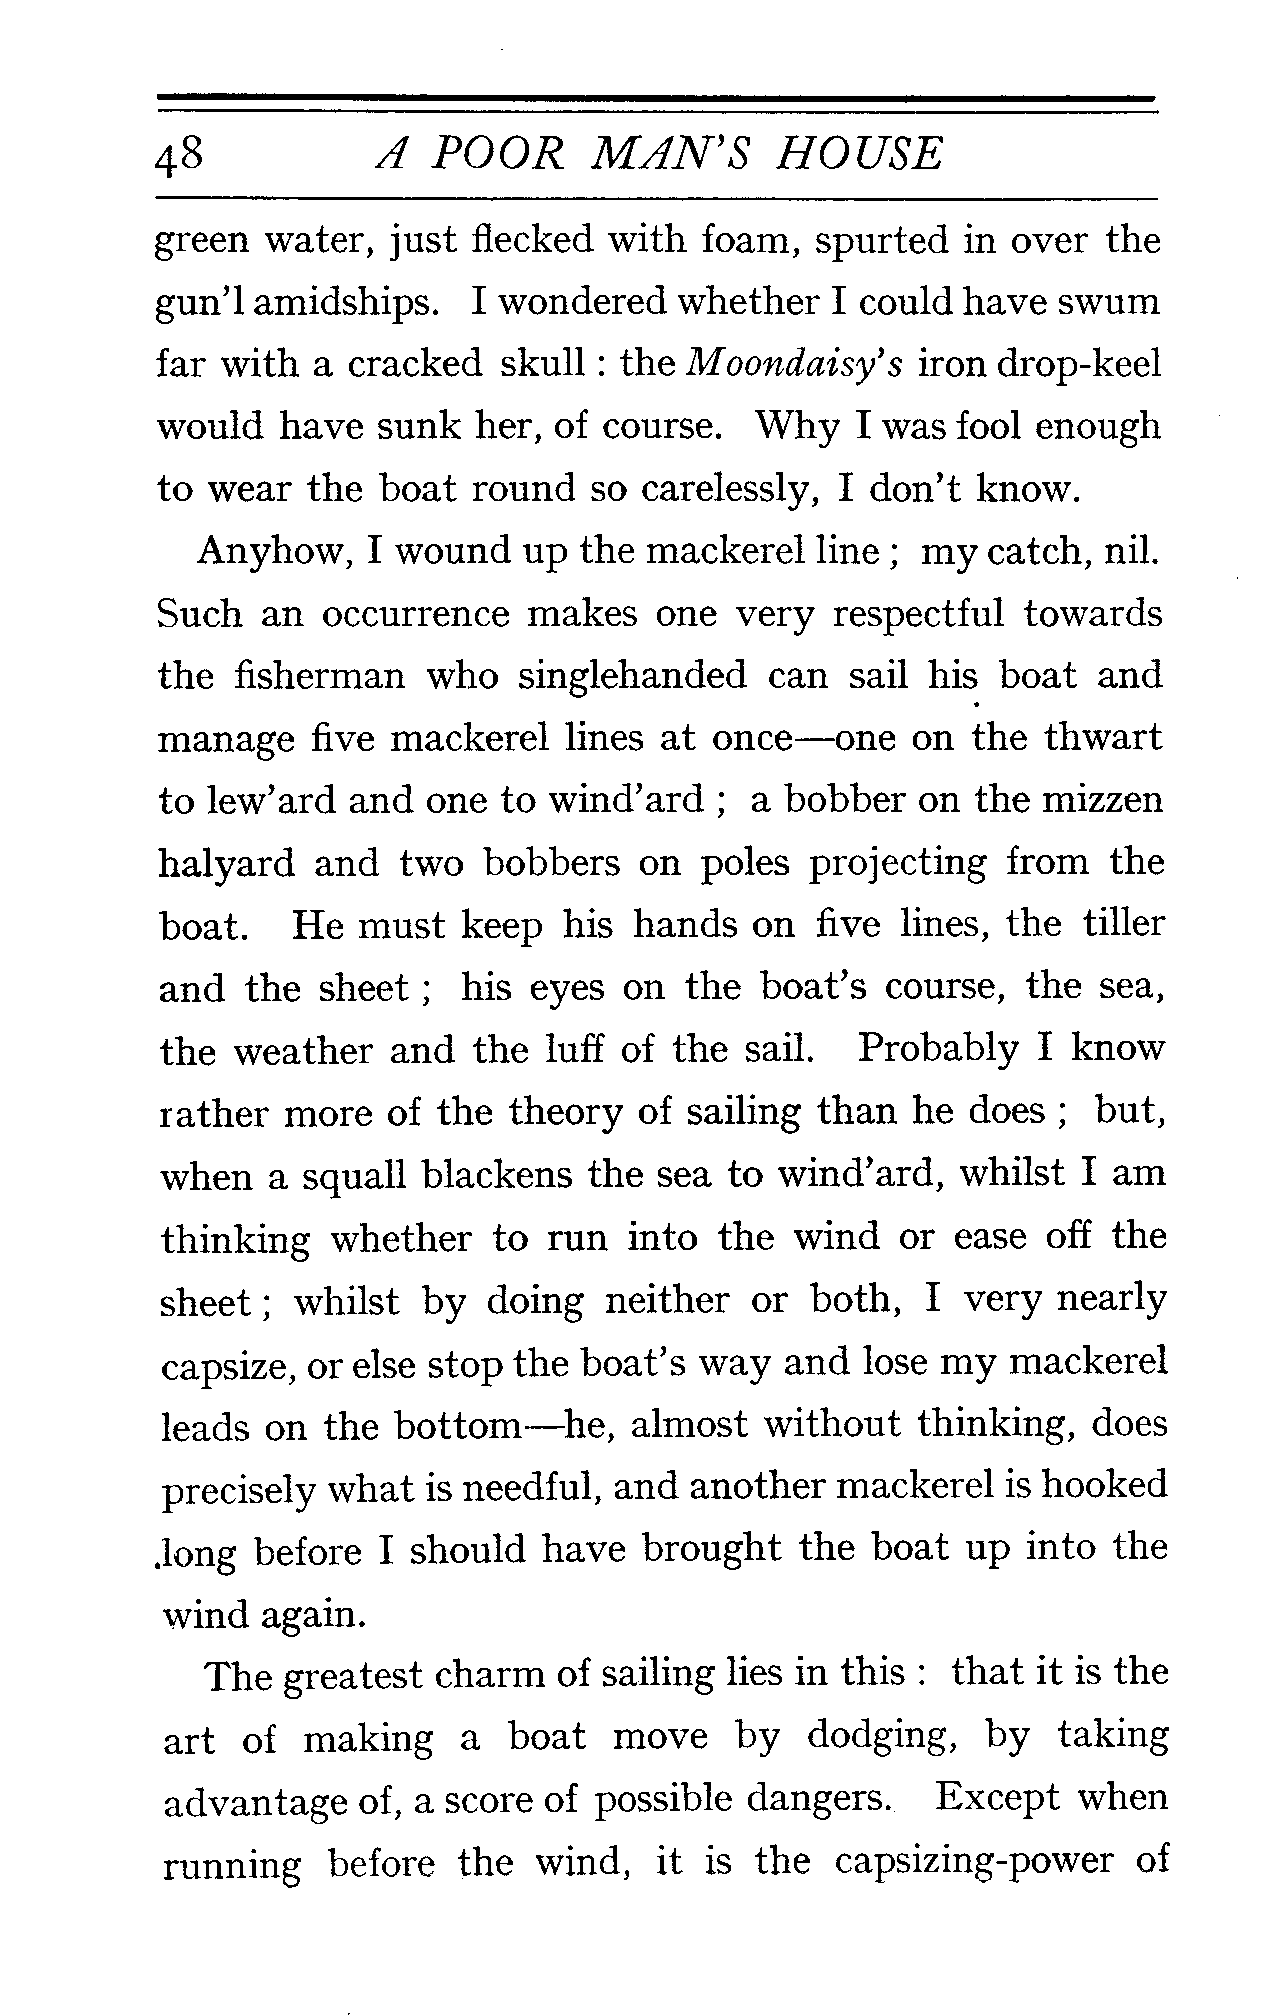 48 A POOR MAN'S HOUSE
green water, just flecked with foam, spurted in over the
gun'l amidships. I wondered whether I could have swum
far with a cracked skull : the Moondaisy's iron drop-keel
would have sunk her, of course. Why I was fool enough
to wear the boat round so carelessly, I don't know.
Anyhow, I wound up the mackerel line ; my catch, nil.
Such an occurrence makes one very respectful towards
the fisherman who singlehanded can sail his boat and
manage five mackerel lines at once—one on the thwart
to lew'ard and one to wind'ard ; a bobber on the mizzen
halyard and two bobbers on poles projecting from the
boat. He must keep his hands on five lines, the tiller
and the sheet ; his eyes on the boat's course, the sea,
the weather and the luff of the sail. Probably I know
rather more of the theory of sailing than he does ; but,
when a squall blackens the sea to wind'ard, whilst I am
thinking whether to run into the wind or ease off the
sheet ; whilst by doing neither or both, I very nearly
capsize, or else stop the boat's way and lose my mackerel
leads on the bottom—he, almost without thinking, does
precisely what is needful, and another mackerel is hooked
long before I should have brought the boat up into the
wind again.
The greatest charm of sailing lies in this : that it is the
art of making a boat move by dodging, by taking
advantage of, a score of possible dangers. Except when
running before the wind, it is the capsizing-power of